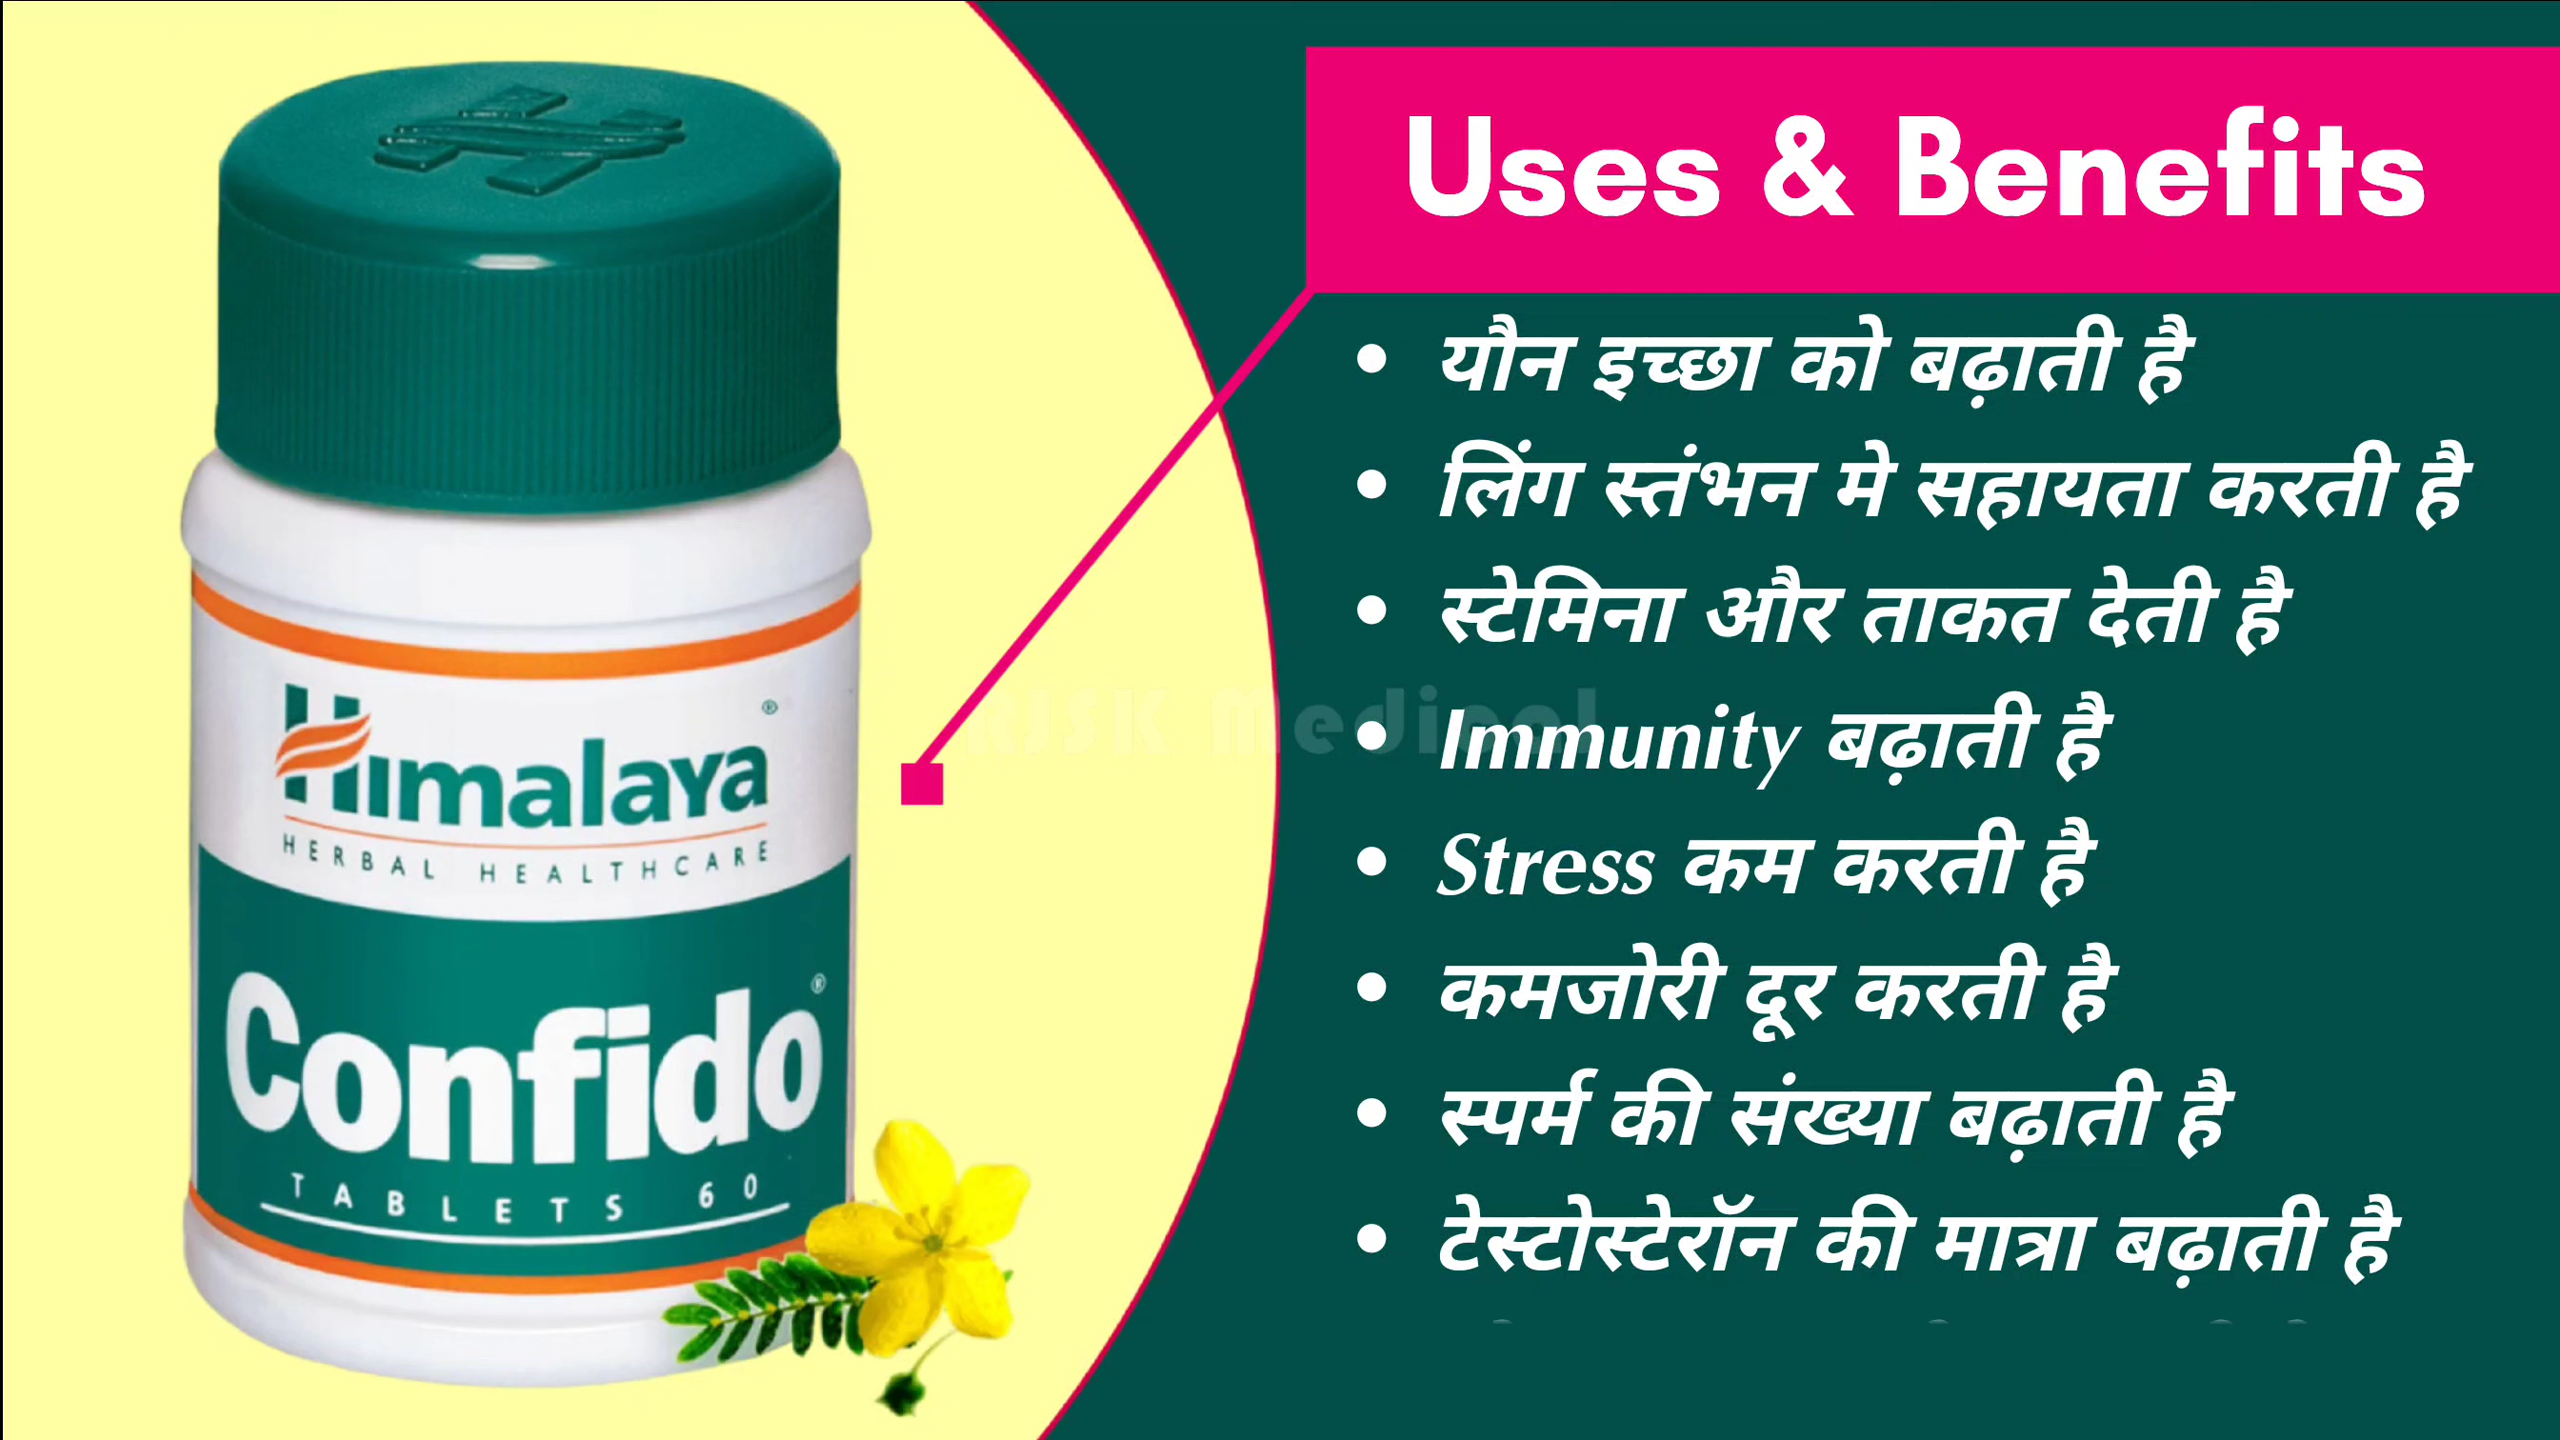 Uses & Benefits
• यौन इच्छा को बढ़ाती है
• लिंग स्तंभन मे सहायता करती है
• स्टेमिना और ताकत देती है
• Immunity बढ़ाती है
• Stress कम करती है
• कमजोरी दूर करती है
• स्पर्म की संख्या बढ़ाती है
• टेस्टोस्टेरॉन की मात्रा बढ़ाती है
Himalaya®
HERBAL HEALTHCARE
Confido®
TABLETS 60
Medical